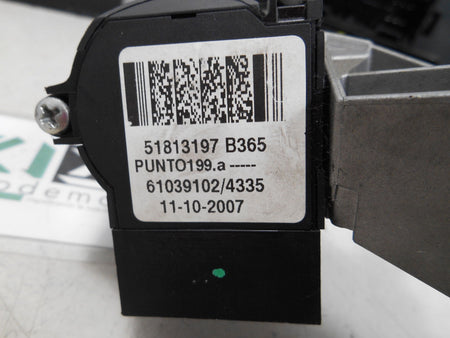 51813197 B365
PUNTO199.a -----
61039102/4335
11-10-2007